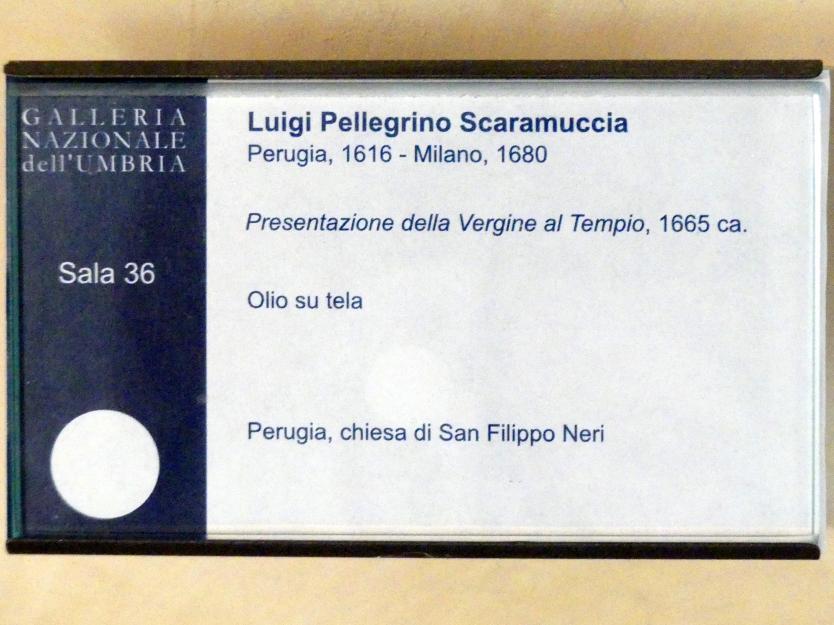 GALLERIA
NAZIONALE
dell'UMBRIA
Sala 36
Luigi Pellegrino Scaramuccia
Perugia, 1616 - Milano, 1680
Presentazione della Vergine al Tempio, 1665 ca.
Olio su tela
Perugia, chiesa di San Filippo Neri